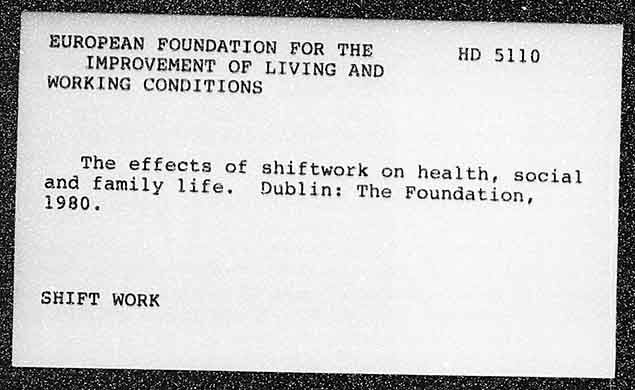 EUROPEAN FOUNDATION FOR THE HD 5110
IMPROVEMENT OF LIVING AND
WORKING CONDITIONS
The effects of shiftwork on health, social
and family life. Dublin: The Foundation,
1980.
SHIFT WORK